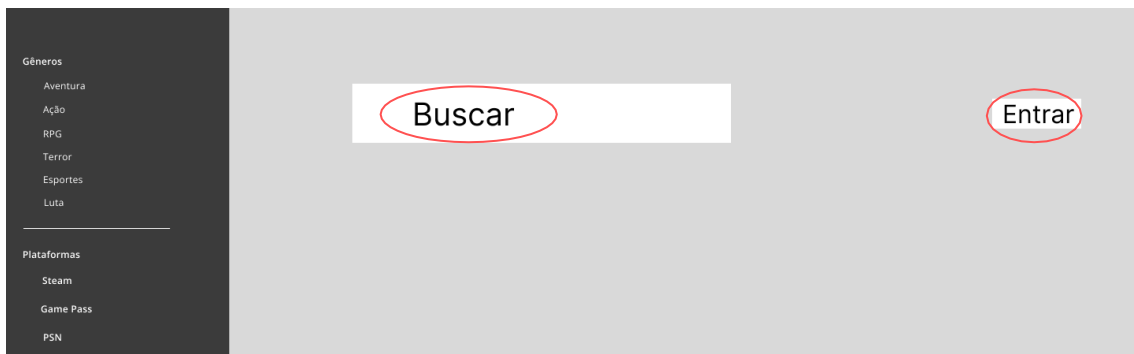 Gêneros
Aventura
Ação
RPG
Terror
Esportes
Luta
Plataformas
Steam
Game Pass
PSN
Buscar
Entrar